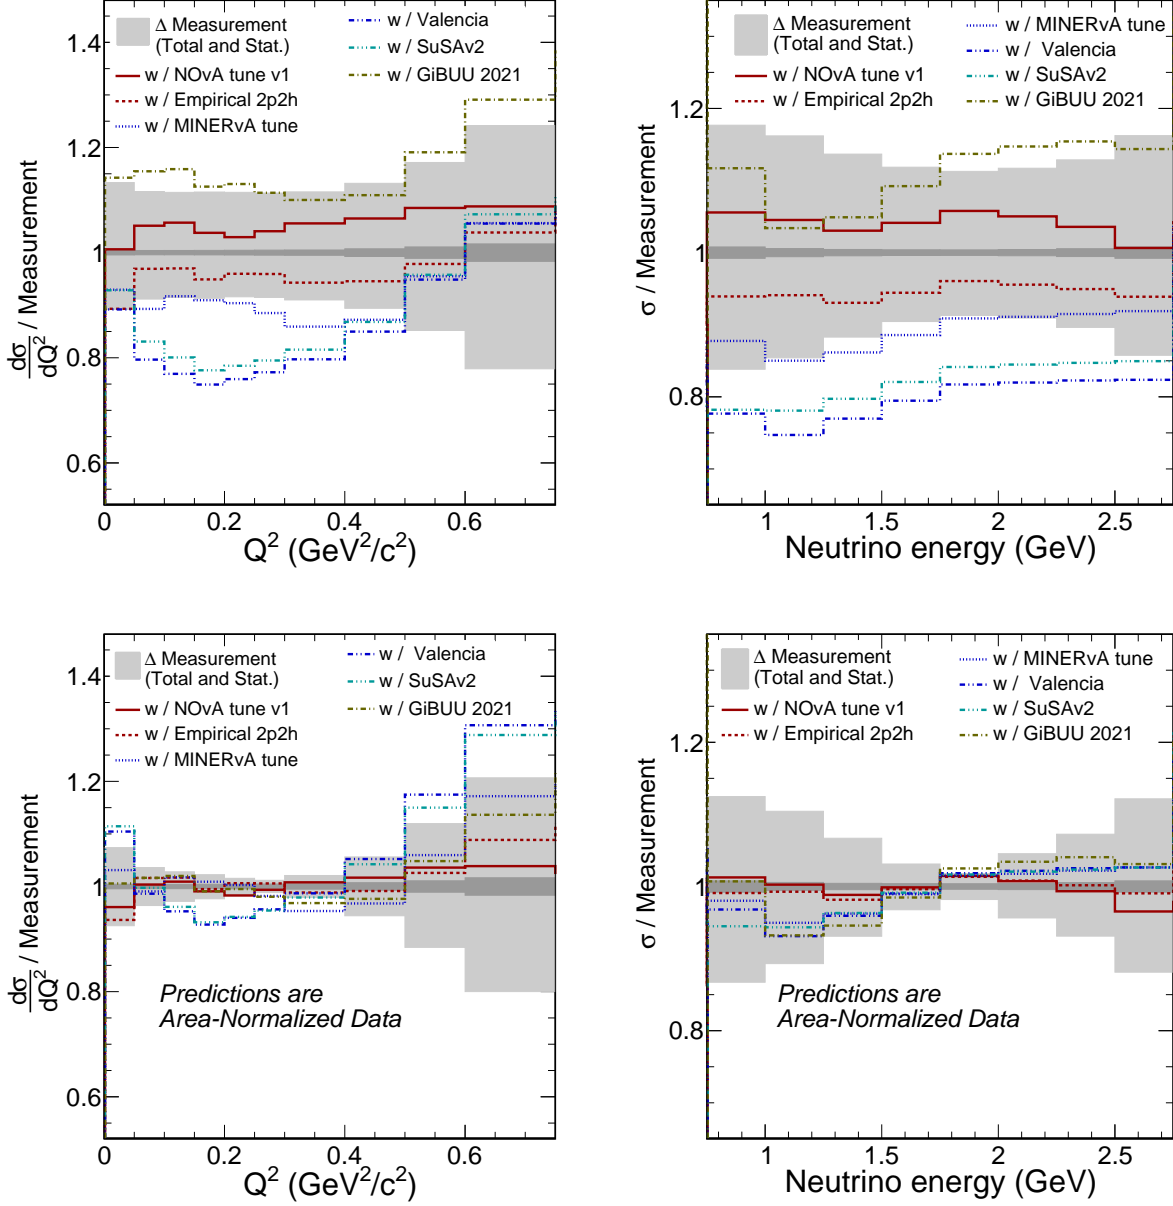 Δ Measurement
(Total and Stat.)
w / NOvA tune v1
w / Empirical 2p2h
w / MINERvA tune
w / Valencia
w / SuSAv2
w / GiBUU 2021
1.4
1.2
1
0.8
0.6
dσ/dQ² / Measurement
0 0.2 0.4 0.6
Q² (GeV²/c²)
Δ Measurement
(Total and Stat.)
w / NOvA tune v1
w / Empirical 2p2h
w / MINERvA tune
w / Valencia
w / SuSAv2
w / GiBUU 2021
1.2
1
0.8
σ / Measurement
1 1.5 2 2.5
Neutrino energy (GeV)
Δ Measurement
(Total and Stat.)
w / NOvA tune v1
w / Empirical 2p2h
w / MINERvA tune
w / Valencia
w / SuSAv2
w / GiBUU 2021
1.4
1.2
1
0.8
0.6
dσ/dQ² / Measurement
Predictions are
Area-Normalized Data
0 0.2 0.4 0.6
Q² (GeV²/c²)
Δ Measurement
(Total and Stat.)
w / NOvA tune v1
w / Empirical 2p2h
w / MINERvA tune
w / Valencia
w / SuSAv2
w / GiBUU 2021
1.2
1
0.8
σ / Measurement
Predictions are
Area-Normalized Data
1 1.5 2 2.5
Neutrino energy (GeV)